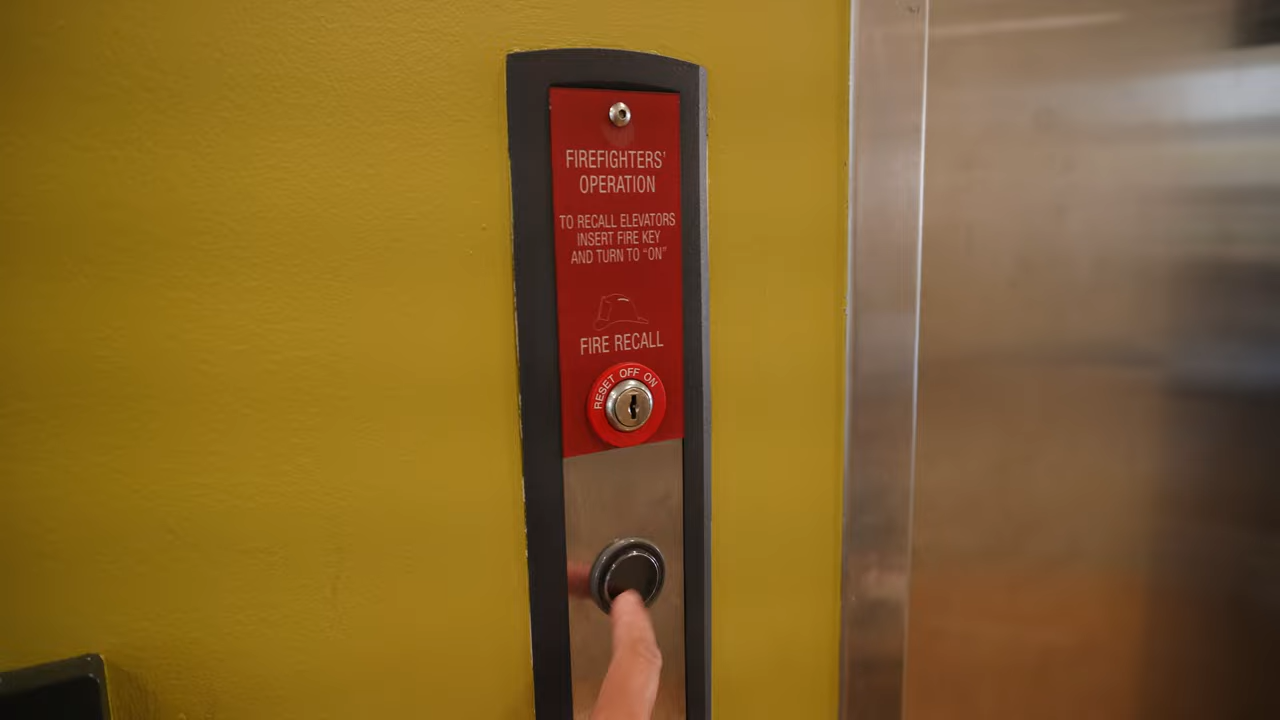 FIREFIGHTERS'
OPERATION
TO RECALL ELEVATORS
INSERT FIRE KEY
AND TURN TO “ON”
FIRE RECALL
RESET OFF ON